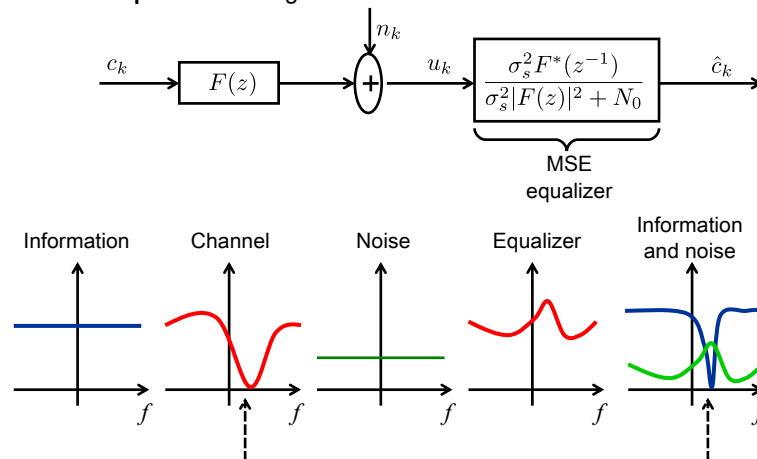 n_k
c_k
F(z)
+
u_k
σ_s^2 F^*(z^{-1})
σ_s^2|F(z)|^2 + N_0
ĉ_k
MSE
equalizer
Information
Channel
Noise
Equalizer
Information
and noise
f
f
f
f